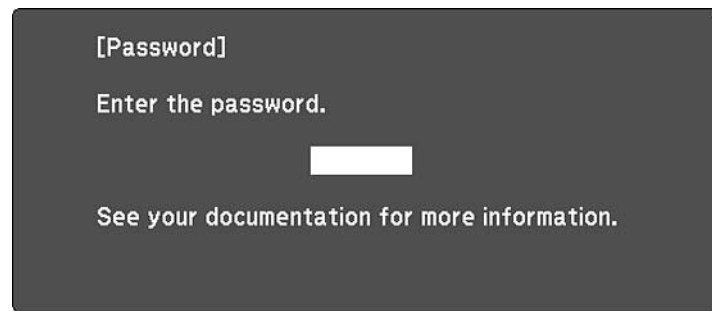 [Password]
Enter the password.
See your documentation for more information.